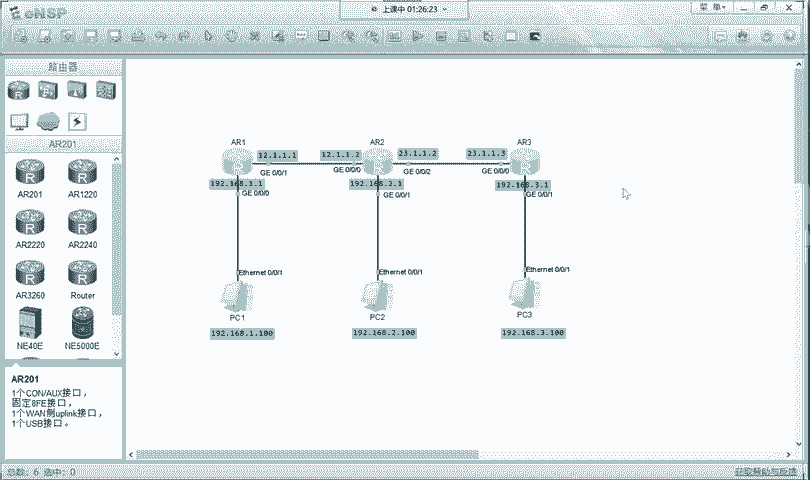 eNSP
上课中 01:26:23
菜 单
路由器
AR201
AR201
AR1220
AR2220
AR2240
AR3260
Router
NE40E
NE5000E
AR201
1个CON/AUX接口，
固定8FE接口，
1个WAN侧uplink接口，
1个USB接口。
AR1
AR2
AR3
12.1.1.1
12.1.1.2
23.1.1.2
23.1.1.3
GE 0/0/1
GE 0/0/0
GE 0/0/2
GE 0/0/0
192.168.1.1
192.168.2.1
192.168.3.1
GE 0/0/0
GE 0/0/1
GE 0/0/1
Ethernet 0/0/1
Ethernet 0/0/1
Ethernet 0/0/1
PC1
PC2
PC3
192.168.1.100
192.168.2.100
192.168.3.100
总数: 6 选中: 0
获取帮助与反馈